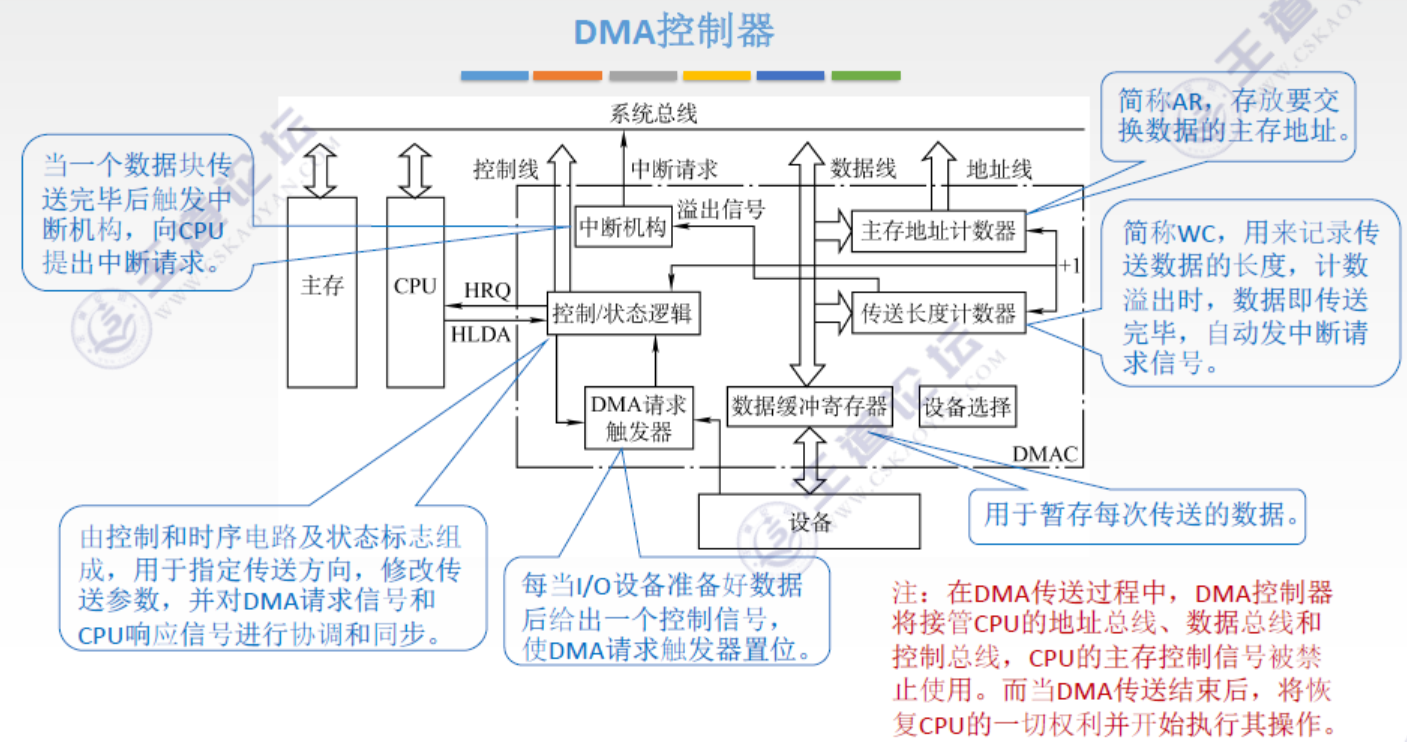 DMA控制器
系统总线
简称AR，存放要交
换数据的主存地址。
当一个数据块传
送完毕后触发中
断机构，向CPU
提出中断请求。
控制线
中断请求
数据线
地址线
中断机构
溢出信号
主存地址计数器
简称WC，用来记录传
送数据的长度，计数
溢出时，数据即传送
完毕，自动发中断请
求信号。
+1
主存
CPU
HRQ
HLDA
控制/状态逻辑
传送长度计数器
DMA请求
触发器
数据缓冲寄存器
设备选择
DMAC
设备
用于暂存每次传送的数据。
由控制和时序电路及状态标志组
成，用于指定传送方向，修改传
送参数，并对DMA请求信号和
CPU响应信号进行协调和同步。
每当I/O设备准备好数据
后给出一个控制信号，
使DMA请求触发器置位。
注：在DMA传送过程中，DMA控制器
将接管CPU的地址总线、数据总线和
控制总线，CPU的主存控制信号被禁
止使用。而当DMA传送结束后，将恢
复CPU的一切权利并开始执行其操作。
王道论坛
WWW.CSKAOYAN.COM